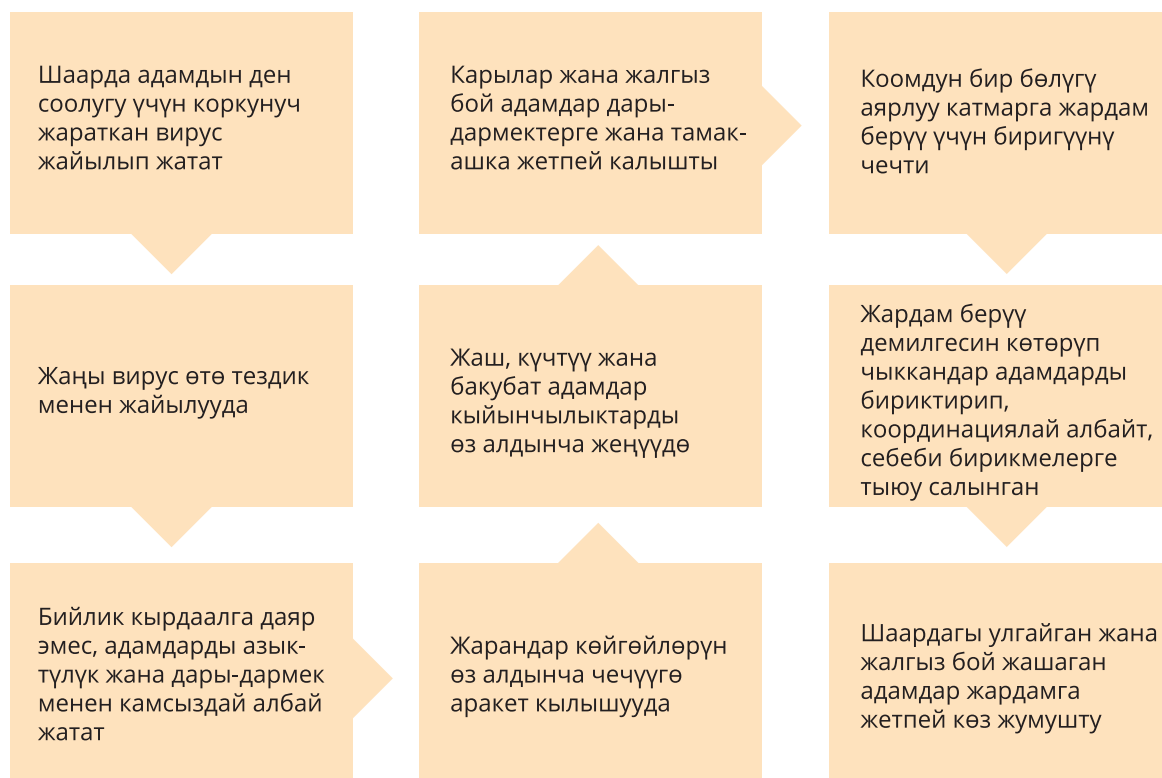 Шаарда адамдын ден
соолугу үчүн коркунуч
жараткан вирус
жайылып жатат
Жаңы вирус өтө тездик
менен жайылууда
Бийлик кырдаалга даяр
эмес, адамдарды азык-
түлүк жана дары-дармек
менен камсыздай албай
жатат
Жарандар көйгөйлөрүн
өз алдынча чечүүгө
аракет кылышууда
Жаш, күчтүү жана
бакубат адамдар
кыйынчылыктарды
өз алдынча жеңүүдө
Карылар жана жалгыз
бой адамдар дары-
дармектерге жана тамак-
ашка жетпей калышты
Коомдун бир бөлүгү
аярлуу катмарга жардам
берүү үчүн биригүүнү
чечти
Жардам берүү
демилгесин көтөрүп
чыккандар адамдарды
бириктирип,
координациялай албайт,
себеби бирикмелерге
тыюу салынган
Шаардагы улгайган жана
жалгыз бой жашаган
адамдар жардамга
жетпей көз жумушту